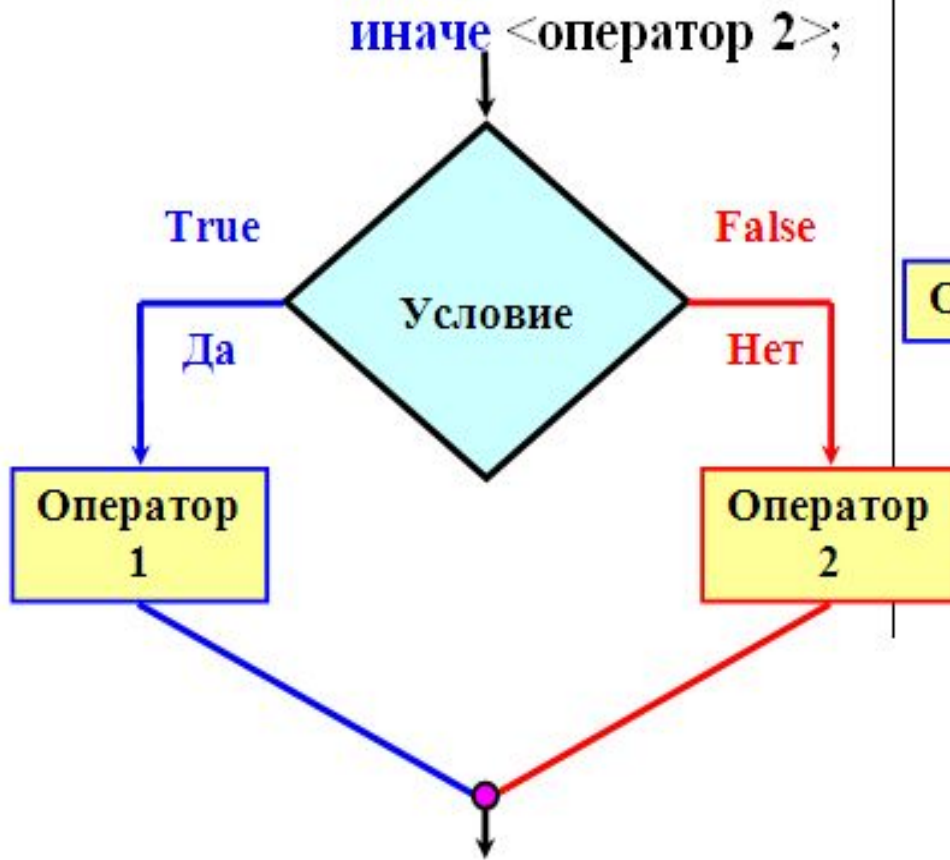 иначе <оператор 2>;
True
False
Условие
Да
Нет
Оператор
1
Оператор
2